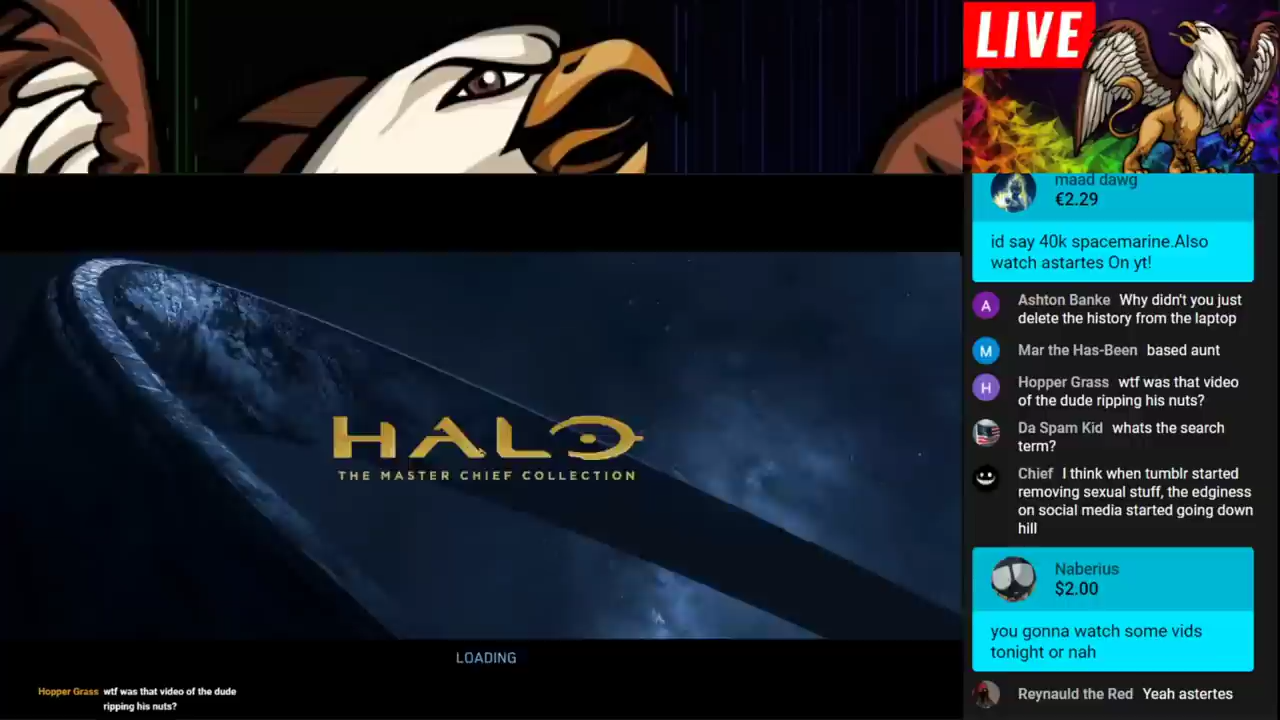 LIVE
maad dawg
€2.29
id say 40k spacemarine.Also
watch astartes On yt!
A
Ashton Banke Why didn't you just
delete the history from the laptop
M
Mar the Has-Been based aunt
H
Hopper Grass wtf was that video
of the dude ripping his nuts?
Da Spam Kid whats the search
term?
Chief I think when tumblr started
removing sexual stuff, the edginess
on social media started going down
hill
Naberius
$2.00
you gonna watch some vids
tonight or nah
Reynauld the Red Yeah astertes
HALO
THE MASTER CHIEF COLLECTION
LOADING
Hopper Grass wtf was that video of the dude
ripping his nuts?